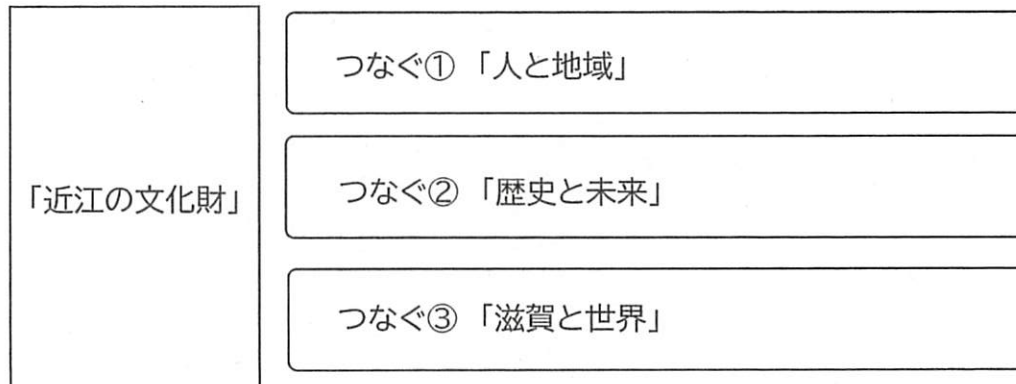 「近江の文化財」
つなぐ① 「人と地域」
つなぐ② 「歴史と未来」
つなぐ③ 「滋賀と世界」